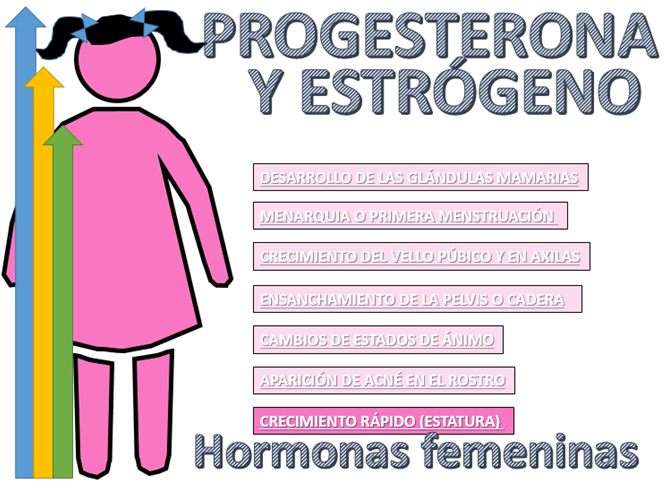 PROGESTERONA
Y ESTRÓGENO
DESARROLLO DE LAS GLÁNDULAS MAMARIAS
MENARQUIA O PRIMERA MENSTRUACIÓN
CRECIMIENTO DEL VELLO PÚBICO Y EN AXILAS
ENSANCHAMIENTO DE LA PELVIS O CADERA
CAMBIOS DE ESTADOS DE ÁNIMO
APARICIÓN DE ACNÉ EN EL ROSTRO
CRECIMIENTO RÁPIDO (ESTATURA)
Hormonas femeninas